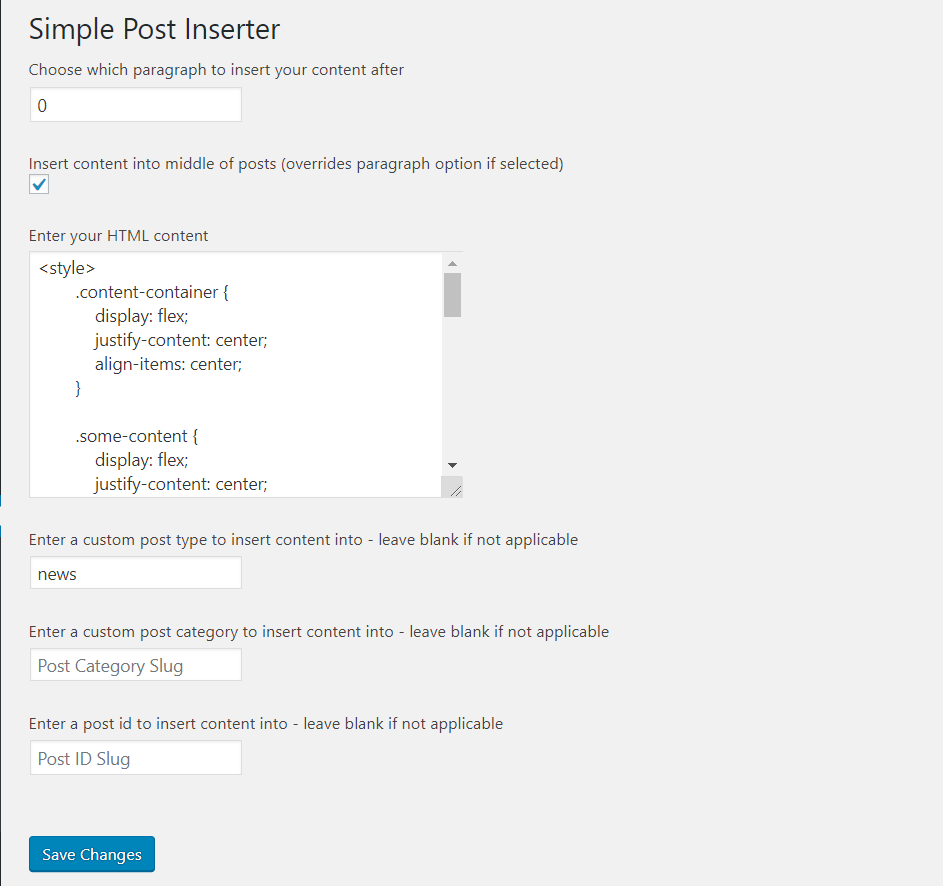 Simple Post Inserter
Choose which paragraph to insert your content after
0
Insert content into middle of posts (overrides paragraph option if selected)
Enter your HTML content
<style>
.content-container {
display: flex;
justify-content: center;
align-items: center;
}
.some-content {
display: flex;
justify-content: center;
Enter a custom post type to insert content into - leave blank if not applicable
news
Enter a custom post category to insert content into - leave blank if not applicable
Post Category Slug
Enter a post id to insert content into - leave blank if not applicable
Post ID Slug
Save Changes